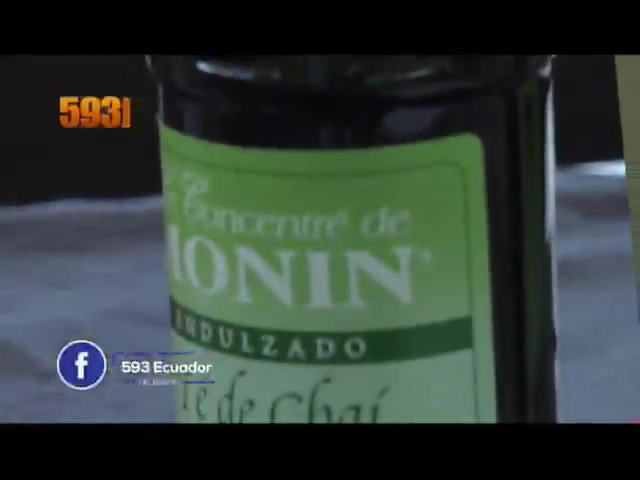 593
Concentré de
MONIN
ENDULZADO
Té de Chai
593 Ecuador